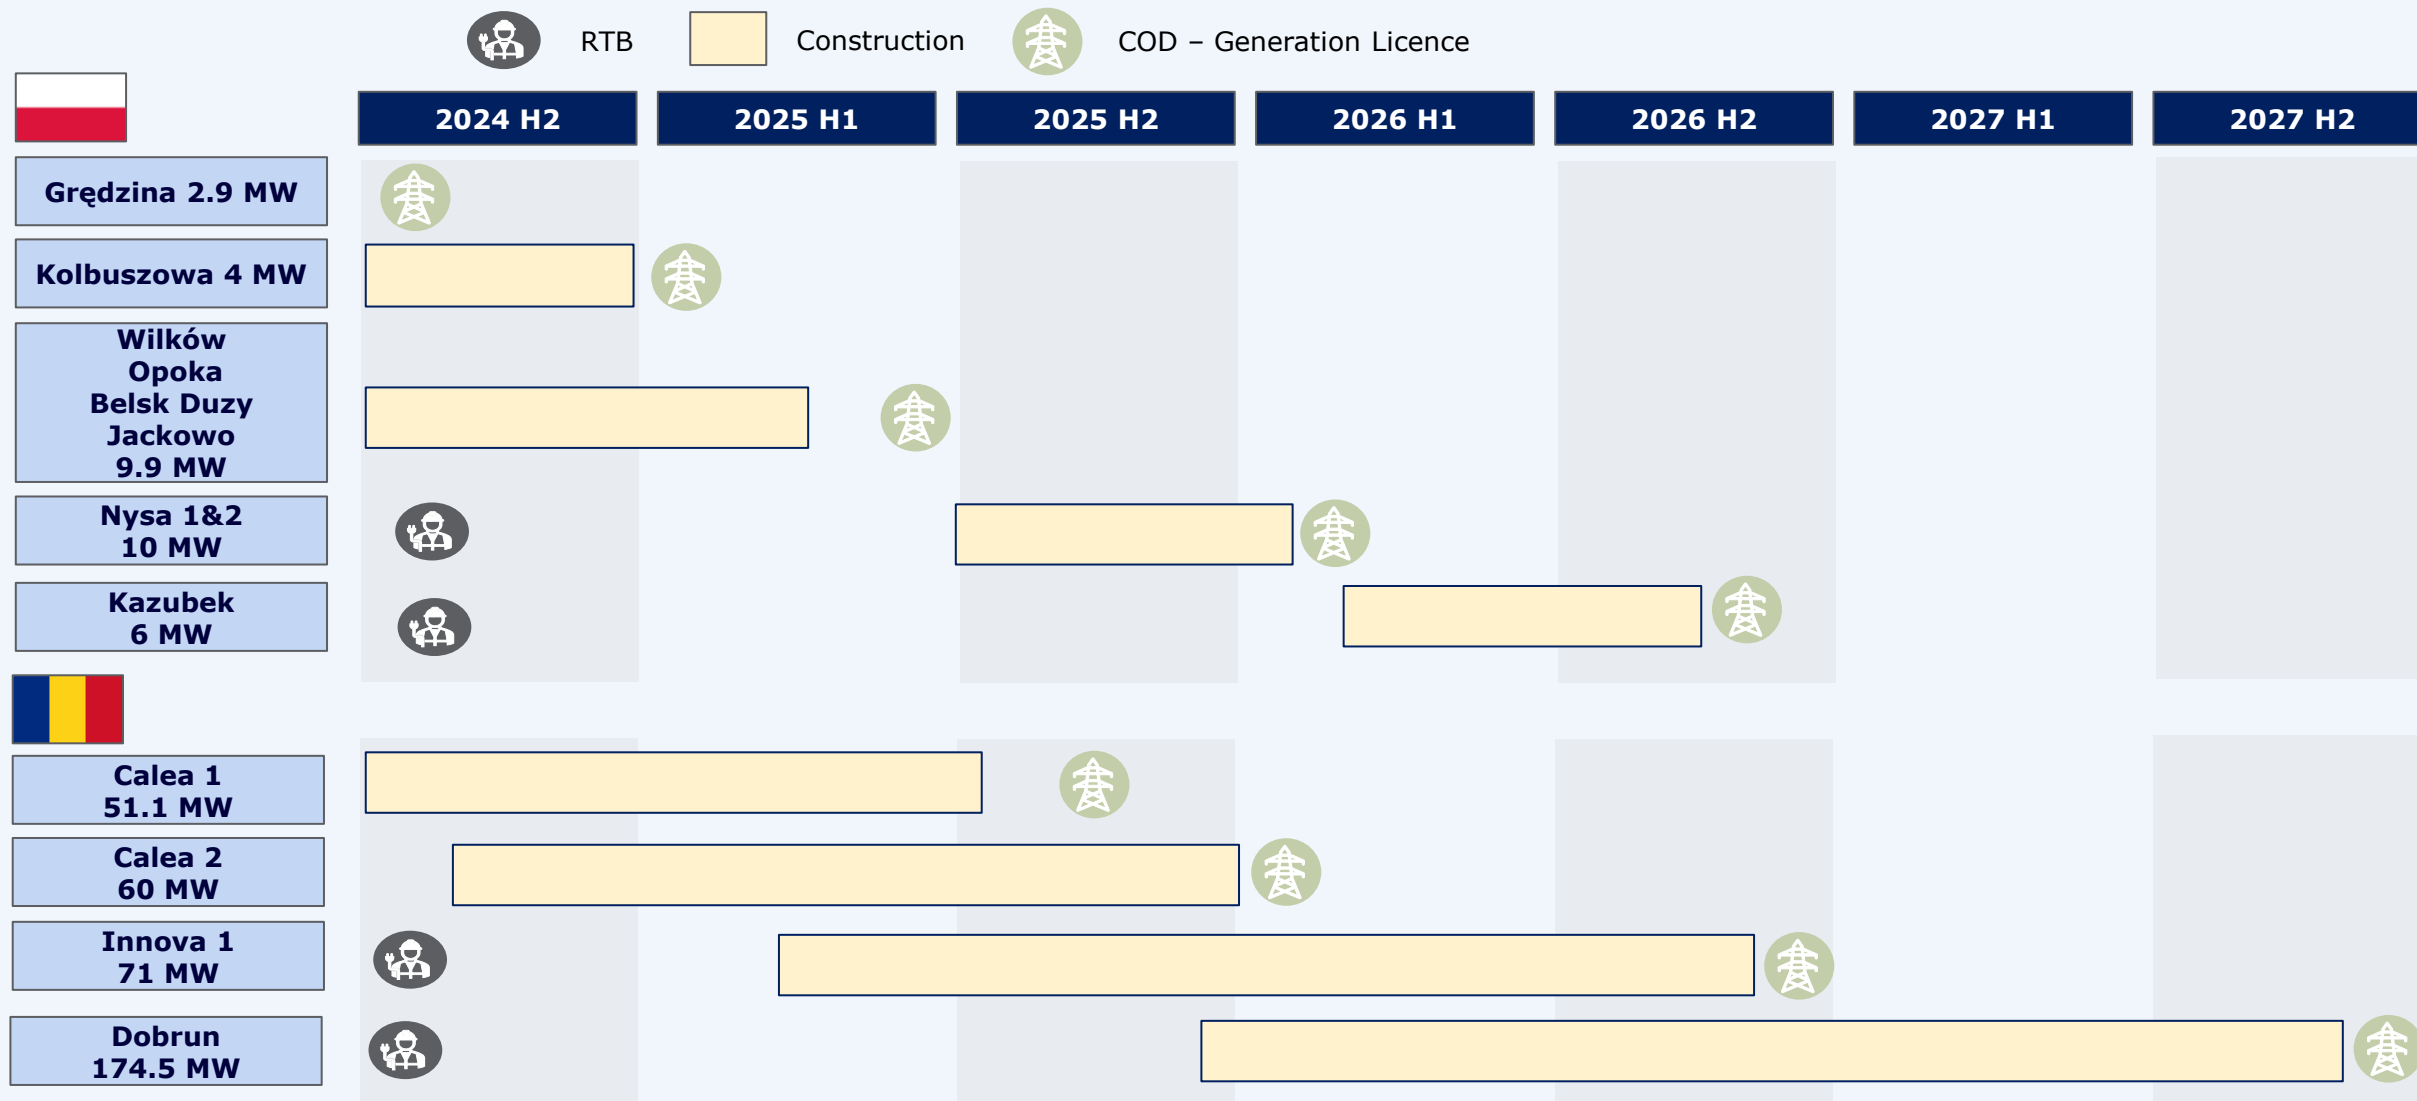 RTB
Construction
COD – Generation Licence
2024 H2
2025 H1
2025 H2
2026 H1
2026 H2
2027 H1
2027 H2
Grędzina 2.9 MW
Kolbuszowa 4 MW
Wilków
Opoka
Belsk Duzy
Jackowo
9.9 MW
Nysa 1&2
10 MW
Kazubek
6 MW
Calea 1
51.1 MW
Calea 2
60 MW
Innova 1
71 MW
Dobrun
174.5 MW